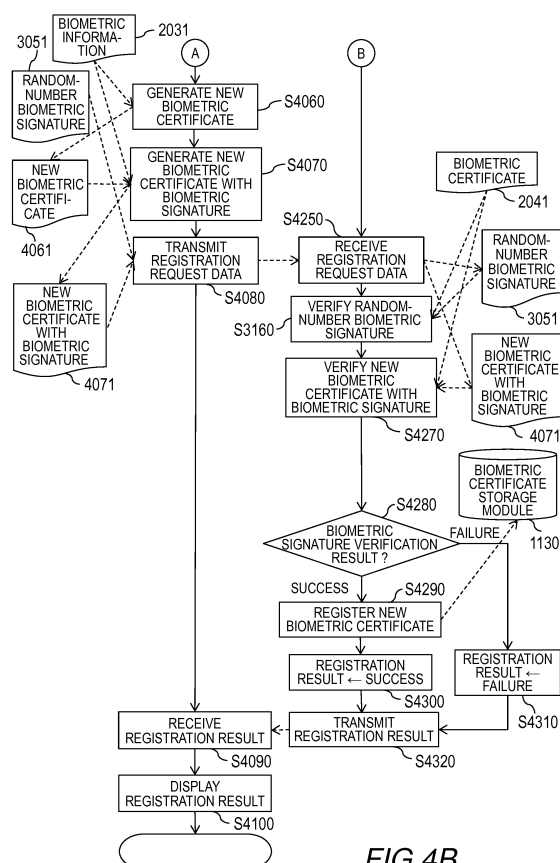 BIOMETRIC
INFORMA-
TION
2031
3051
RANDOM-
NUMBER
BIOMETRIC
SIGNATURE
A
B
GENERATE NEW
BIOMETRIC
CERTIFICATE
S4060
NEW
BIOMETRIC
CERTIFI-
CATE
4061
GENERATE NEW
BIOMETRIC
CERTIFICATE WITH
BIOMETRIC
SIGNATURE
S4070
BIOMETRIC
CERTIFICATE
2041
TRANSMIT
REGISTRATION
REQUEST DATA
S4080
S4250
RECEIVE
REGISTRATION
REQUEST DATA
RANDOM-
NUMBER
BIOMETRIC
SIGNATURE
3051
NEW
BIOMETRIC
CERTIFICATE
WITH
BIOMETRIC
SIGNATURE
4071
VERIFY RANDOM-
NUMBER BIOMETRIC
SIGNATURE
S3160
VERIFY NEW
BIOMETRIC
CERTIFICATE WITH
BIOMETRIC SIGNATURE
S4270
NEW
BIOMETRIC
CERTIFICATE
WITH
BIOMETRIC
SIGNATURE
4071
BIOMETRIC
CERTIFICATE
STORAGE
MODULE
1130
S4280
BIOMETRIC
SIGNATURE VERIFICATION
RESULT ?
FAILURE
SUCCESS
S4290
REGISTER NEW
BIOMETRIC CERTIFICATE
REGISTRATION
RESULT ← SUCCESS
S4300
REGISTRATION
RESULT ←
FAILURE
S4310
RECEIVE
REGISTRATION RESULT
S4090
TRANSMIT
REGISTRATION RESULT
S4320
DISPLAY
REGISTRATION RESULT
S4100
FIG.4B